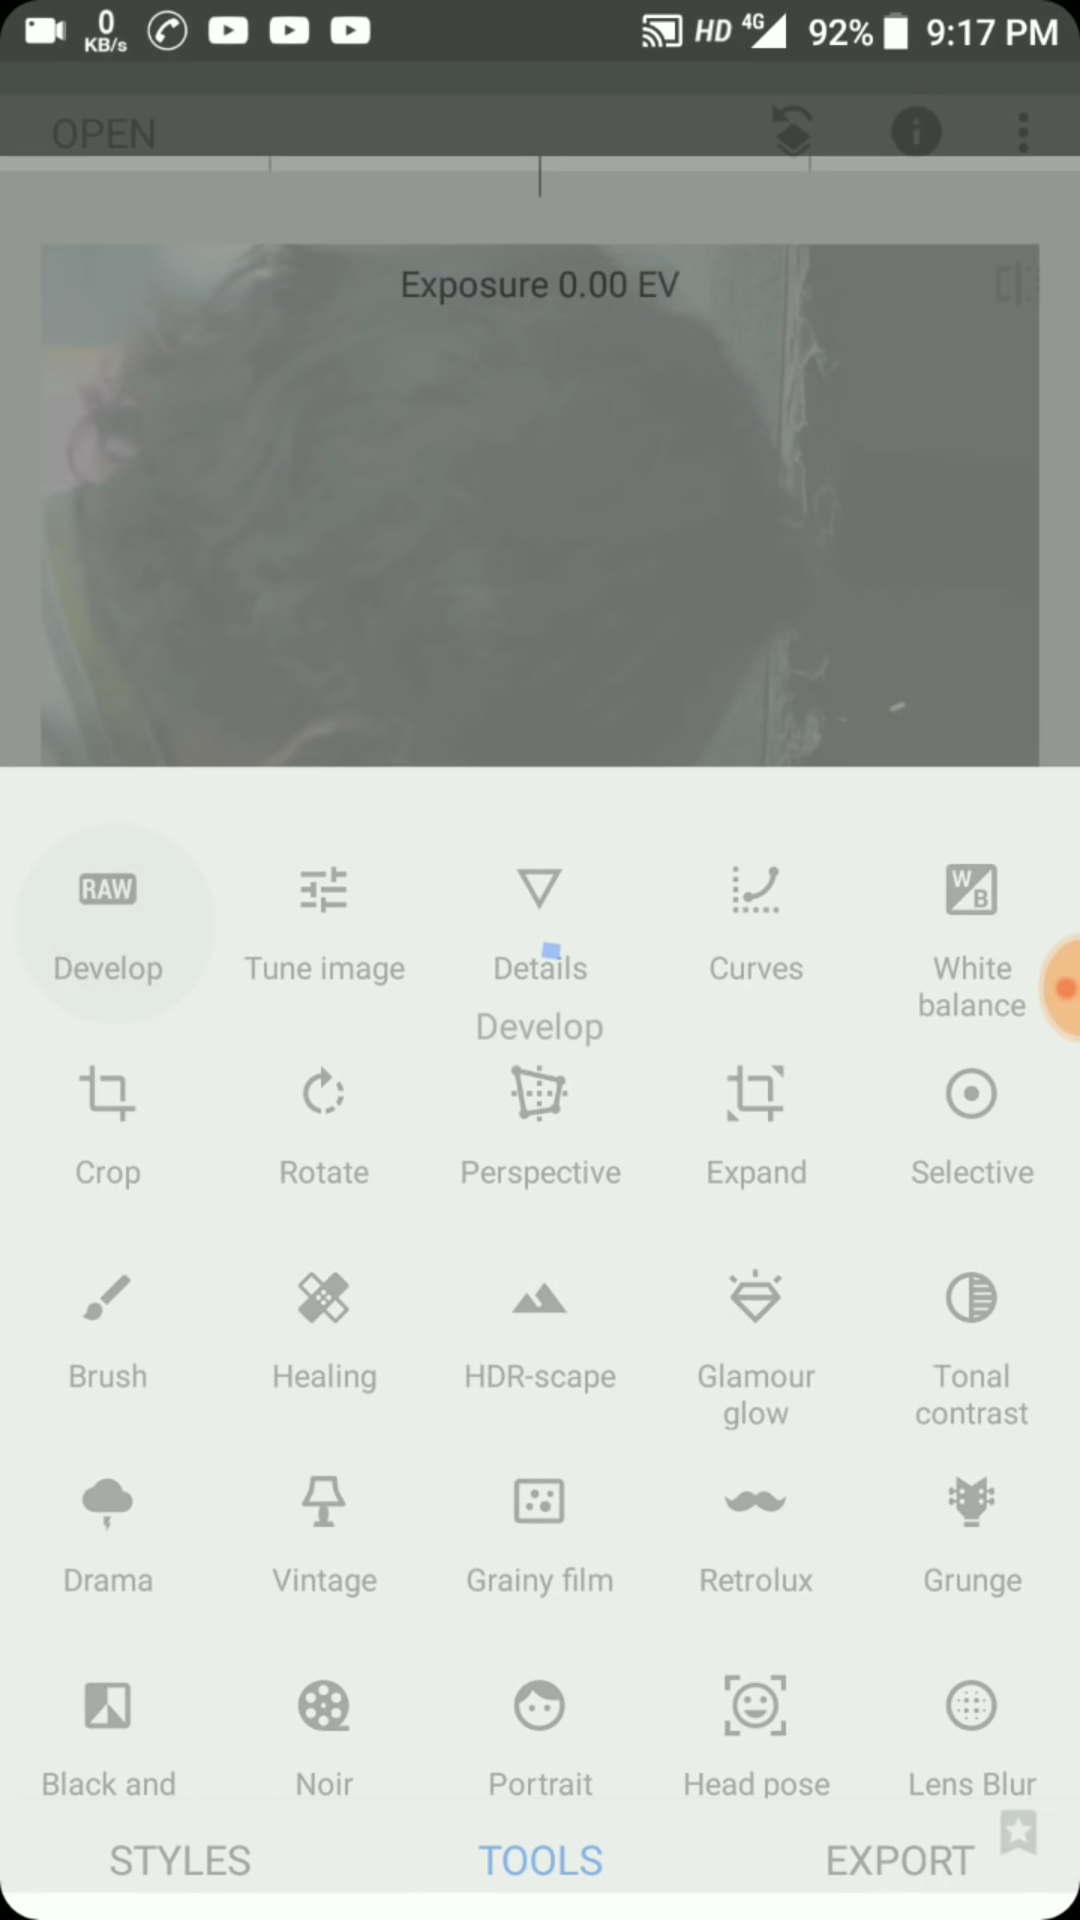 0
KB/s
HD 4G 92% 9:17 PM
OPEN
Exposure 0.00 EV
RAW
W
B
Develop Tune image Details Curves White
balance
Develop
Crop Rotate Perspective Expand Selective
Brush Healing HDR-scape Glamour
glow Tonal
contrast
Drama Vintage Grainy film Retrolux Grunge
Black and Noir Portrait Head pose Lens Blur
STYLES TOOLS EXPORT